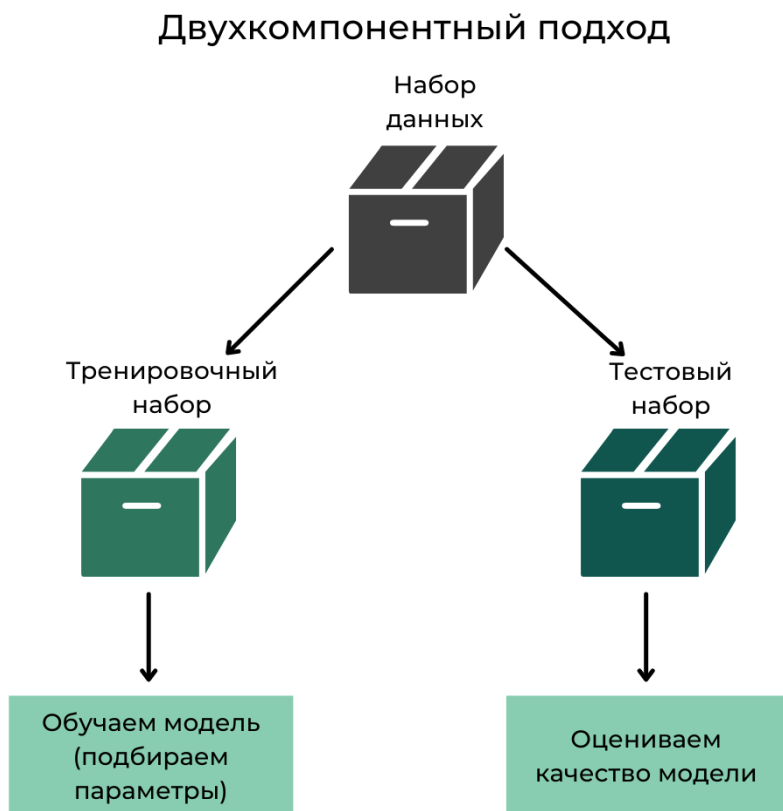 Двухкомпонентный подход
Набор
данных
Тренировочный
набор
Тестовый
набор
Обучаем модель
(подбираем
параметры)
Оцениваем
качество модели